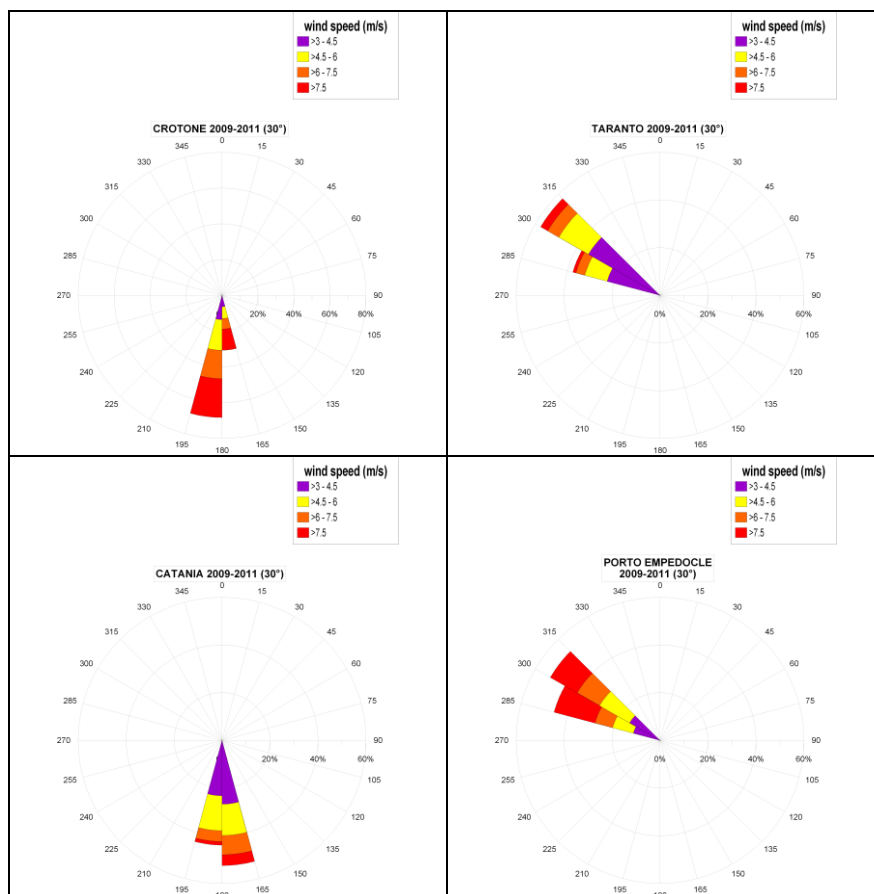 wind speed (m/s)
>3 - 4.5
>4.5 - 6
>6 - 7.5
>7.5
CROTONE 2009-2011 (30°)
0
345 15
330 30
315 45
300 60
285 75
270 90
20% 40% 60% 80%
255 105
240 120
225 135
210 150
195 165
180
wind speed (m/s)
>3 - 4.5
>4.5 - 6
>6 - 7.5
>7.5
TARANTO 2009-2011 (30°)
0
345 15
330 30
315 45
300 60
285 75
270 90
0% 20% 40% 60%
255 105
240 120
225 135
210 150
195 165
180
wind speed (m/s)
>3 - 4.5
>4.5 - 6
>6 - 7.5
>7.5
CATANIA 2009-2011 (30°)
0
345 15
330 30
315 45
300 60
285 75
270 90
20% 40% 60%
255 105
240 120
225 135
210 150
195 165
wind speed (m/s)
>3 - 4.5
>4.5 - 6
>6 - 7.5
>7.5
PORTO EMPEDOCLE
2009-2011 (30°)
0
345 15
330 30
315 45
300 60
285 75
270 90
0% 20% 40% 60%
255 105
240 120
225 135
210 150
195 165